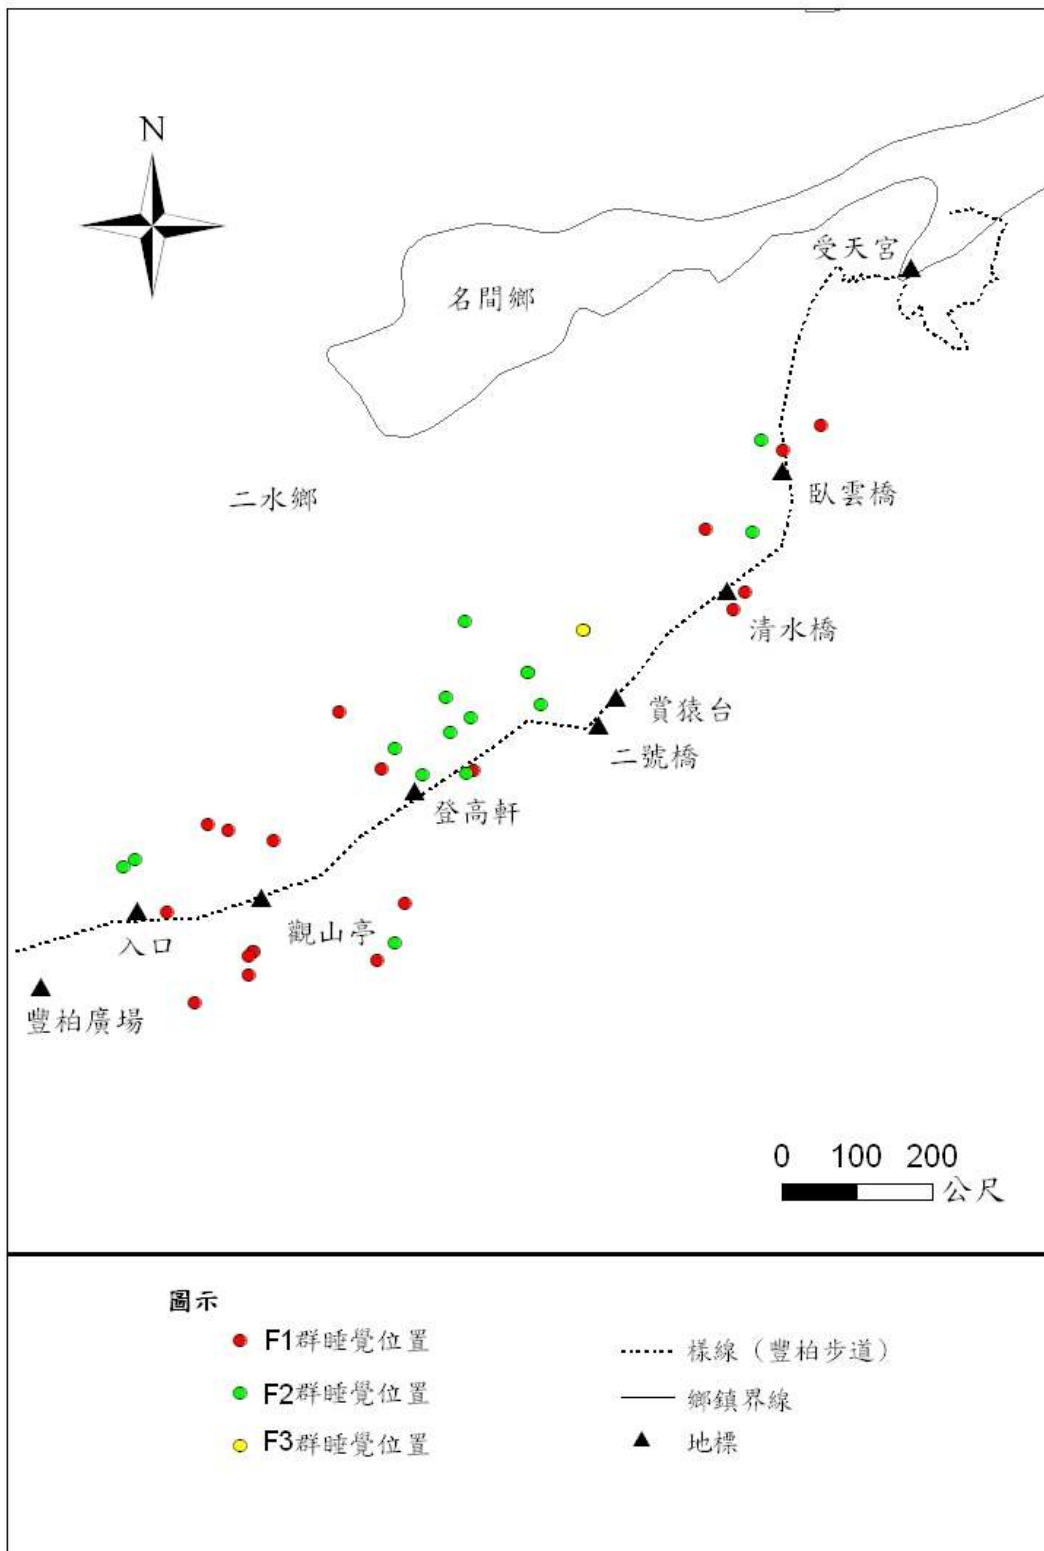 N
受天宮
名間鄉
二水鄉
臥雲橋
清水橋
賞猿台
二號橋
登高軒
觀山亭
入口
豐柏廣場
0 100 200
公尺
圖示
F1群睡覺位置
F2群睡覺位置
F3群睡覺位置
樣線（豐柏步道）
鄉鎮界線
地標